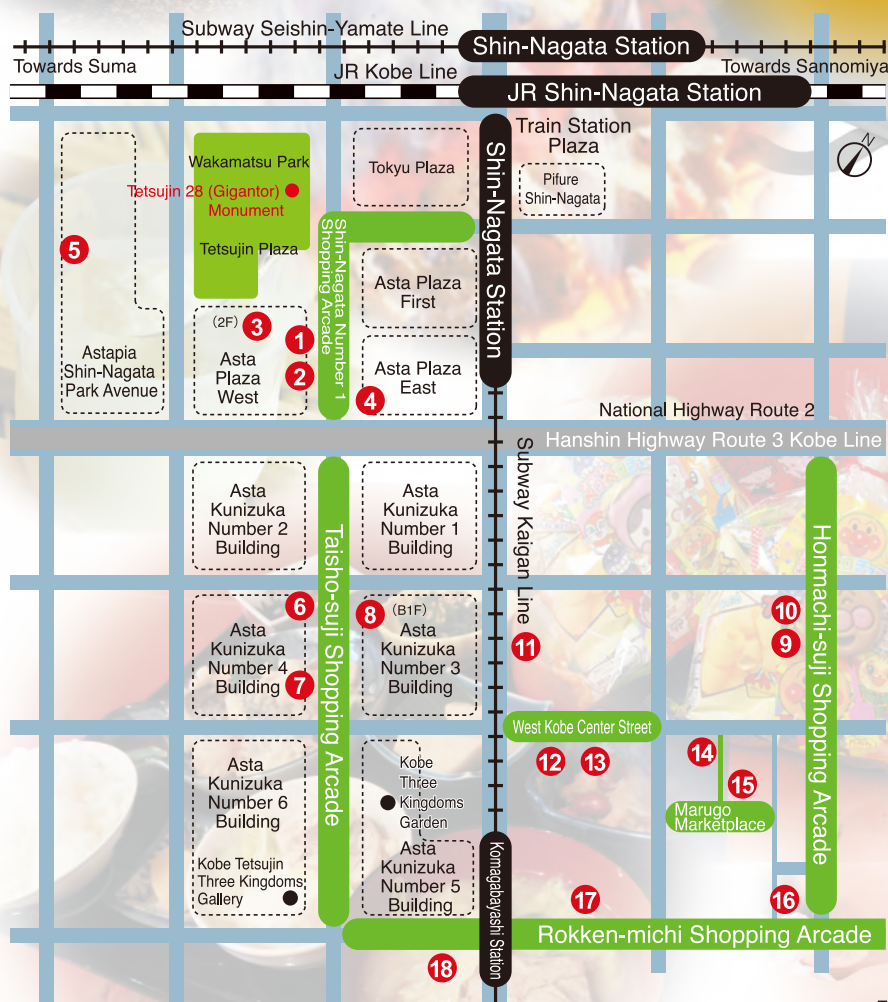 Subway Seishin-Yamate Line
Shin-Nagata Station
Towards Suma
JR Kobe Line
Towards Sannomiya
JR Shin-Nagata Station
N
Wakamatsu Park
Tetsujin 28 (Gigantor)
Monument
Tetsujin Plaza
Tokyu Plaza
Shin-Nagata Station
Train Station
Plaza
Pifure
Shin-Nagata
Shin-Nagata Number 1
Shopping Arcade
5
Astapia
Shin-Nagata
Park Avenue
(2F)
3
1
2
Asta
Plaza
West
Asta Plaza
First
Asta Plaza
East
4
National Highway Route 2
Hanshin Highway Route 3 Kobe Line
Asta
Kunizuka
Number 2
Building
Taisho-suji Shopping Arcade
Asta
Kunizuka
Number 1
Building
Subway Kaigan Line
Honmachi-suji Shopping Arcade
6
Asta
Kunizuka
Number 4
Building
7
8
(B1F)
Asta
Kunizuka
Number 3
Building
11
10
9
West Kobe Center Street
12
13
14
15
Marugo
Marketplace
Asta
Kunizuka
Number 6
Building
Kobe Tetsujin
Three Kingdoms
Gallery
Kobe
Three
Kingdoms
Garden
Asta
Kunizuka
Number 5
Building
Komagabayashi Station
17
16
Rokken-michi Shopping Arcade
18